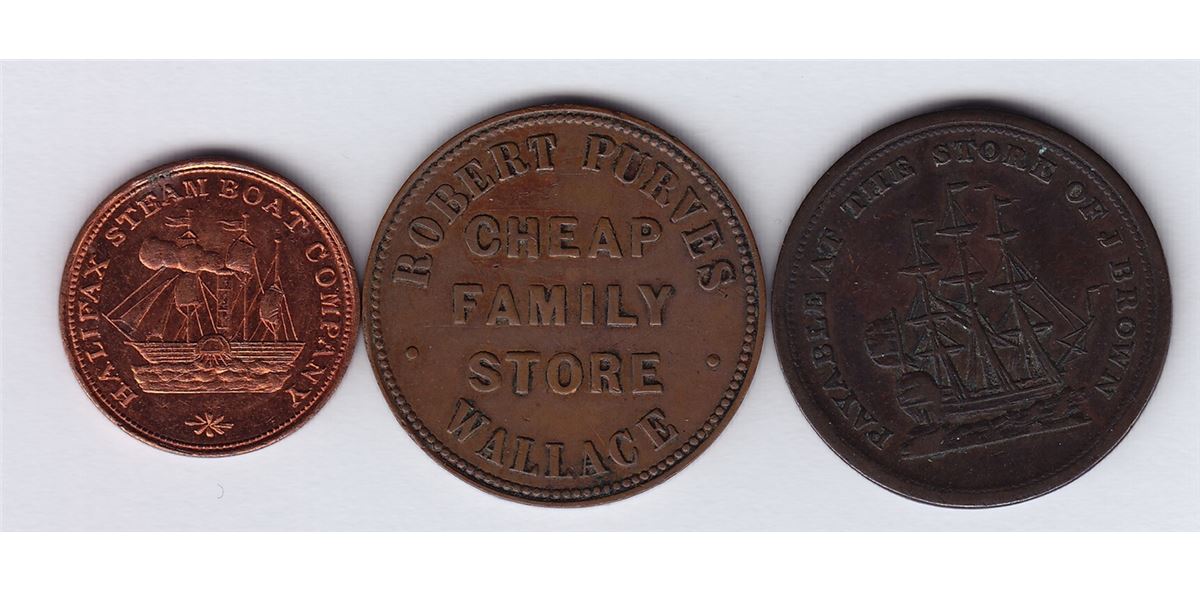 HALIFAX STEAM BOAT COMPANY
ROBERT PURVES
CHEAP
FAMILY
STORE
WALLACE
PAYABLE AT THE STORE OF J BROWN